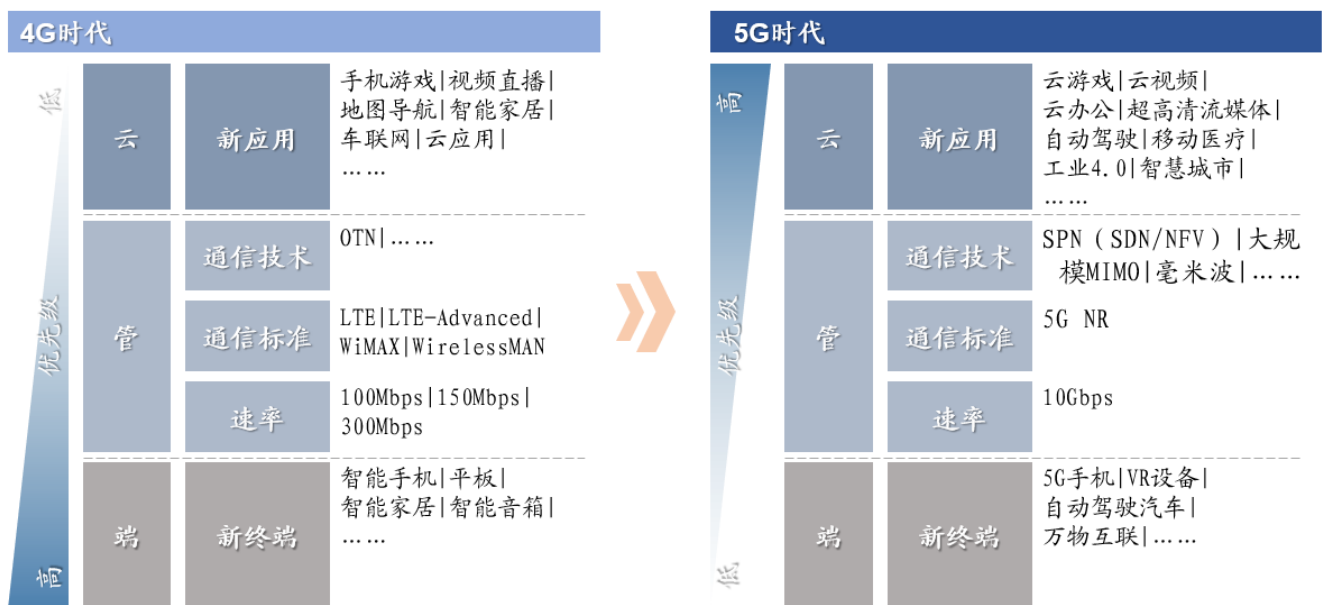 4G时代
低
优先级
高
云
新应用
手机游戏|视频直播|
地图导航|智能家居|
车联网|云应用|
……
管
通信技术
OTN|……
通信标准
LTE|LTE-Advanced|
WiMAX|WirelessMAN
速率
100Mbps|150Mbps|
300Mbps
端
新终端
智能手机|平板|
智能家居|智能音箱|
……
5G时代
高
优先级
低
云
新应用
云游戏|云视频|
云办公|超高清流媒体|
自动驾驶|移动医疗|
工业4.0|智慧城市|
……
管
通信技术
SPN（SDN/NFV）|大规
模MIMO|毫米波|……
通信标准
5G NR
速率
10Gbps
端
新终端
5G手机|VR设备|
自动驾驶汽车|
万物互联|……